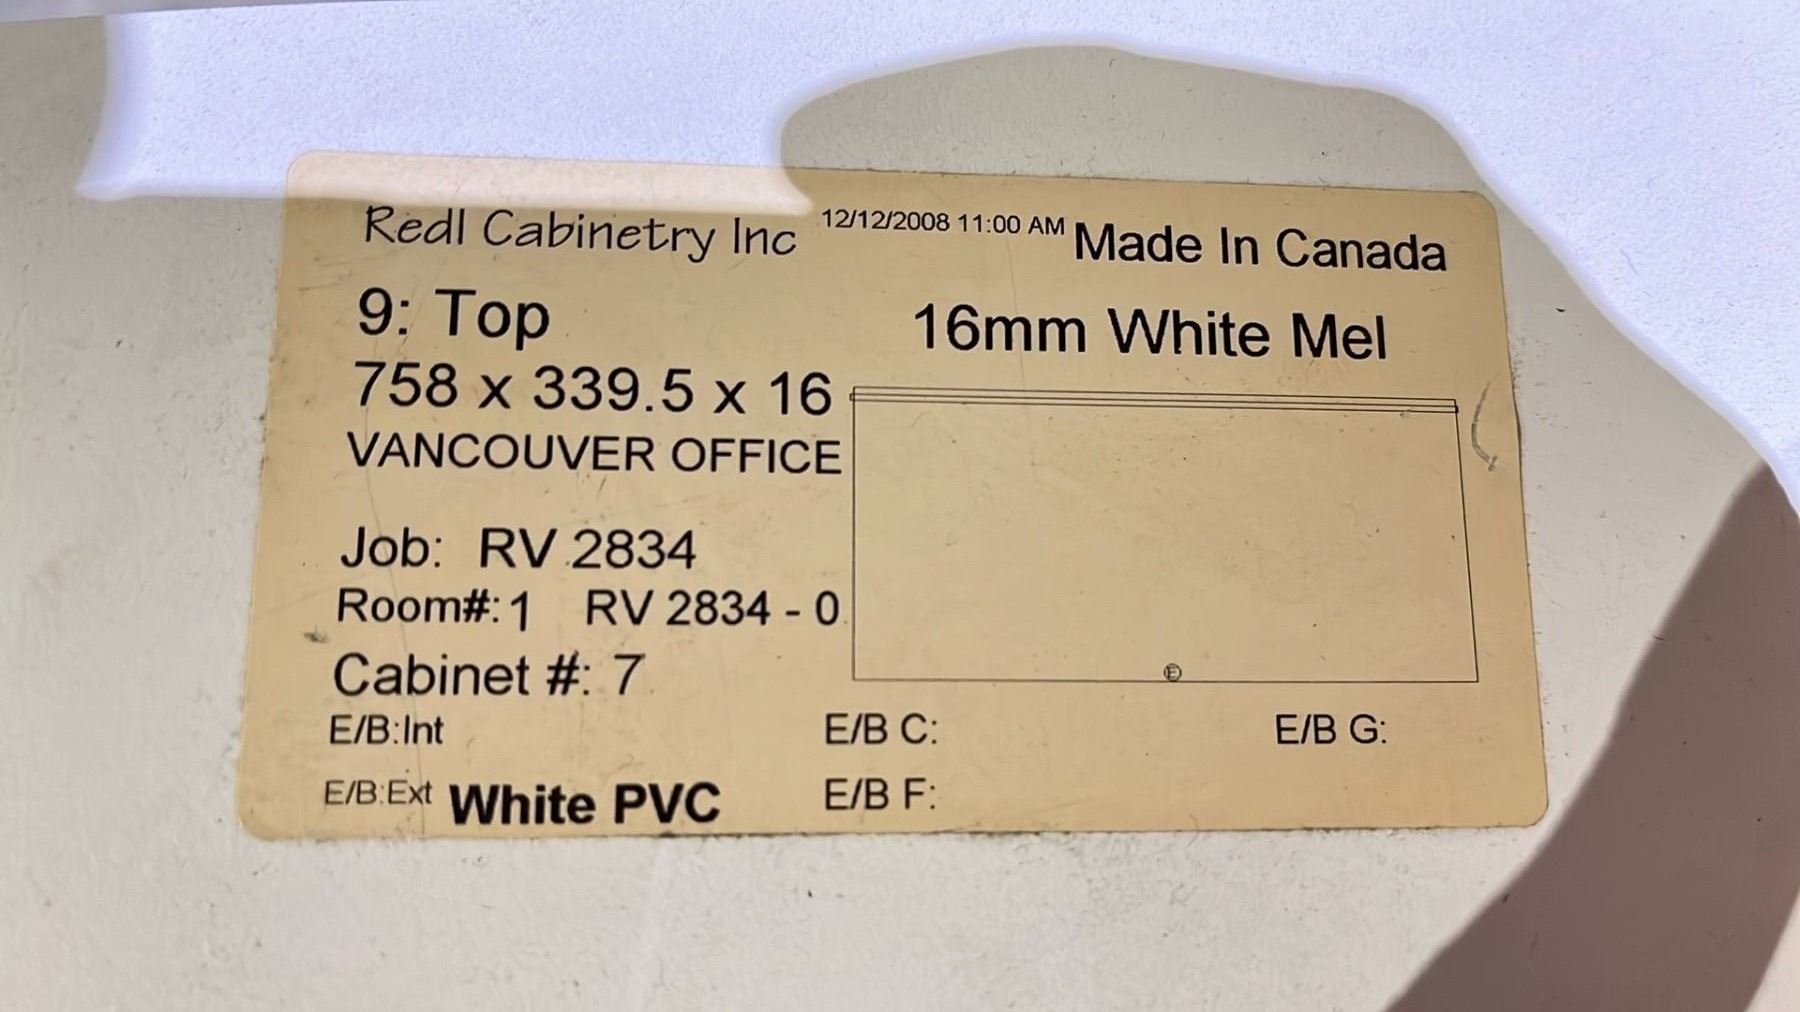 Redl Cabinetry Inc 12/12/2008 11:00 AM Made In Canada
9: Top 16mm White Mel
758 x 339.5 x 16
VANCOUVER OFFICE
Job: RV 2834
Room#: 1 RV 2834 - 0
Cabinet #: 7
E
E/B:Int E/B C: E/B G:
E/B:Ext White PVC E/B F: